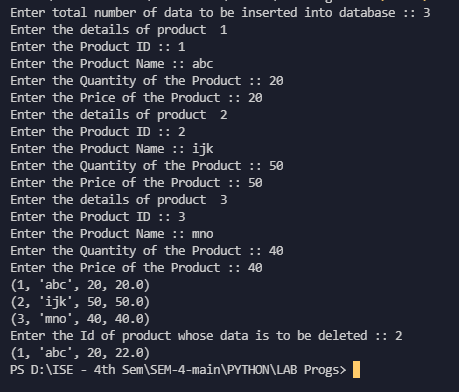 Enter total number of data to be inserted into database :: 3
Enter the details of product  1
Enter the Product ID :: 1
Enter the Product Name :: abc
Enter the Quantity of the Product :: 20
Enter the Price of the Product :: 20
Enter the details of product  2
Enter the Product ID :: 2
Enter the Product Name :: ijk
Enter the Quantity of the Product :: 50
Enter the Price of the Product :: 50
Enter the details of product  3
Enter the Product ID :: 3
Enter the Product Name :: mno
Enter the Quantity of the Product :: 40
Enter the Price of the Product :: 40
(1, 'abc', 20, 20.0)
(2, 'ijk', 50, 50.0)
(3, 'mno', 40, 40.0)
Enter the Id of product whose data is to be deleted :: 2
(1, 'abc', 20, 22.0)
PS D:\ISE - 4th Sem\SEM-4-main\PYTHON\LAB Progs>